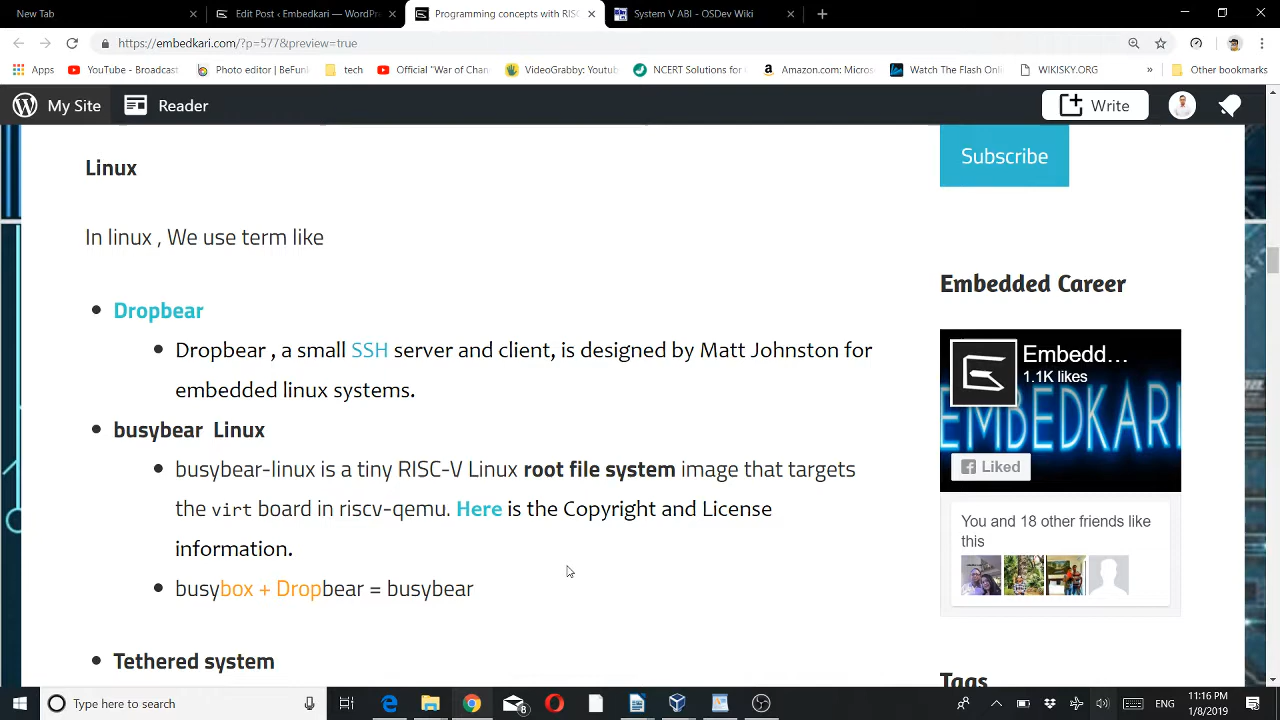 New Tab
Edit Post ‹ Embedkari — WordPr
Programming concepts with RISC
System V ABI - OSDev Wiki
https://embedkari.com/?p=577&preview=true
Apps
YouTube - Broadcast
Photo editor | BeFun
tech
Official "War of Chan
VideoGrabby: Youtub
NCERT Solutions for
Amazon.com: Micros
Watch The Flash Onli
WIKISKY.ORG
»
Other bookmarks
My Site
Reader
Write
Linux
In linux , We use term like
Dropbear
Dropbear , a small SSH server and client, is designed by Matt Johnston for
embedded linux systems.
busybear Linux
busybear-linux is a tiny RISC-V Linux root file system image that targets
the virt board in riscv-qemu. Here is the Copyright and License
information.
busybox + Dropbear = busybear
Tethered system
Subscribe
Embedded Career
Embedd...
1.1K likes
EMBEDKARI
Liked
You and 18 other friends like
this
Tags
Type here to search
8
ENG
11:16 PM
1/8/2019